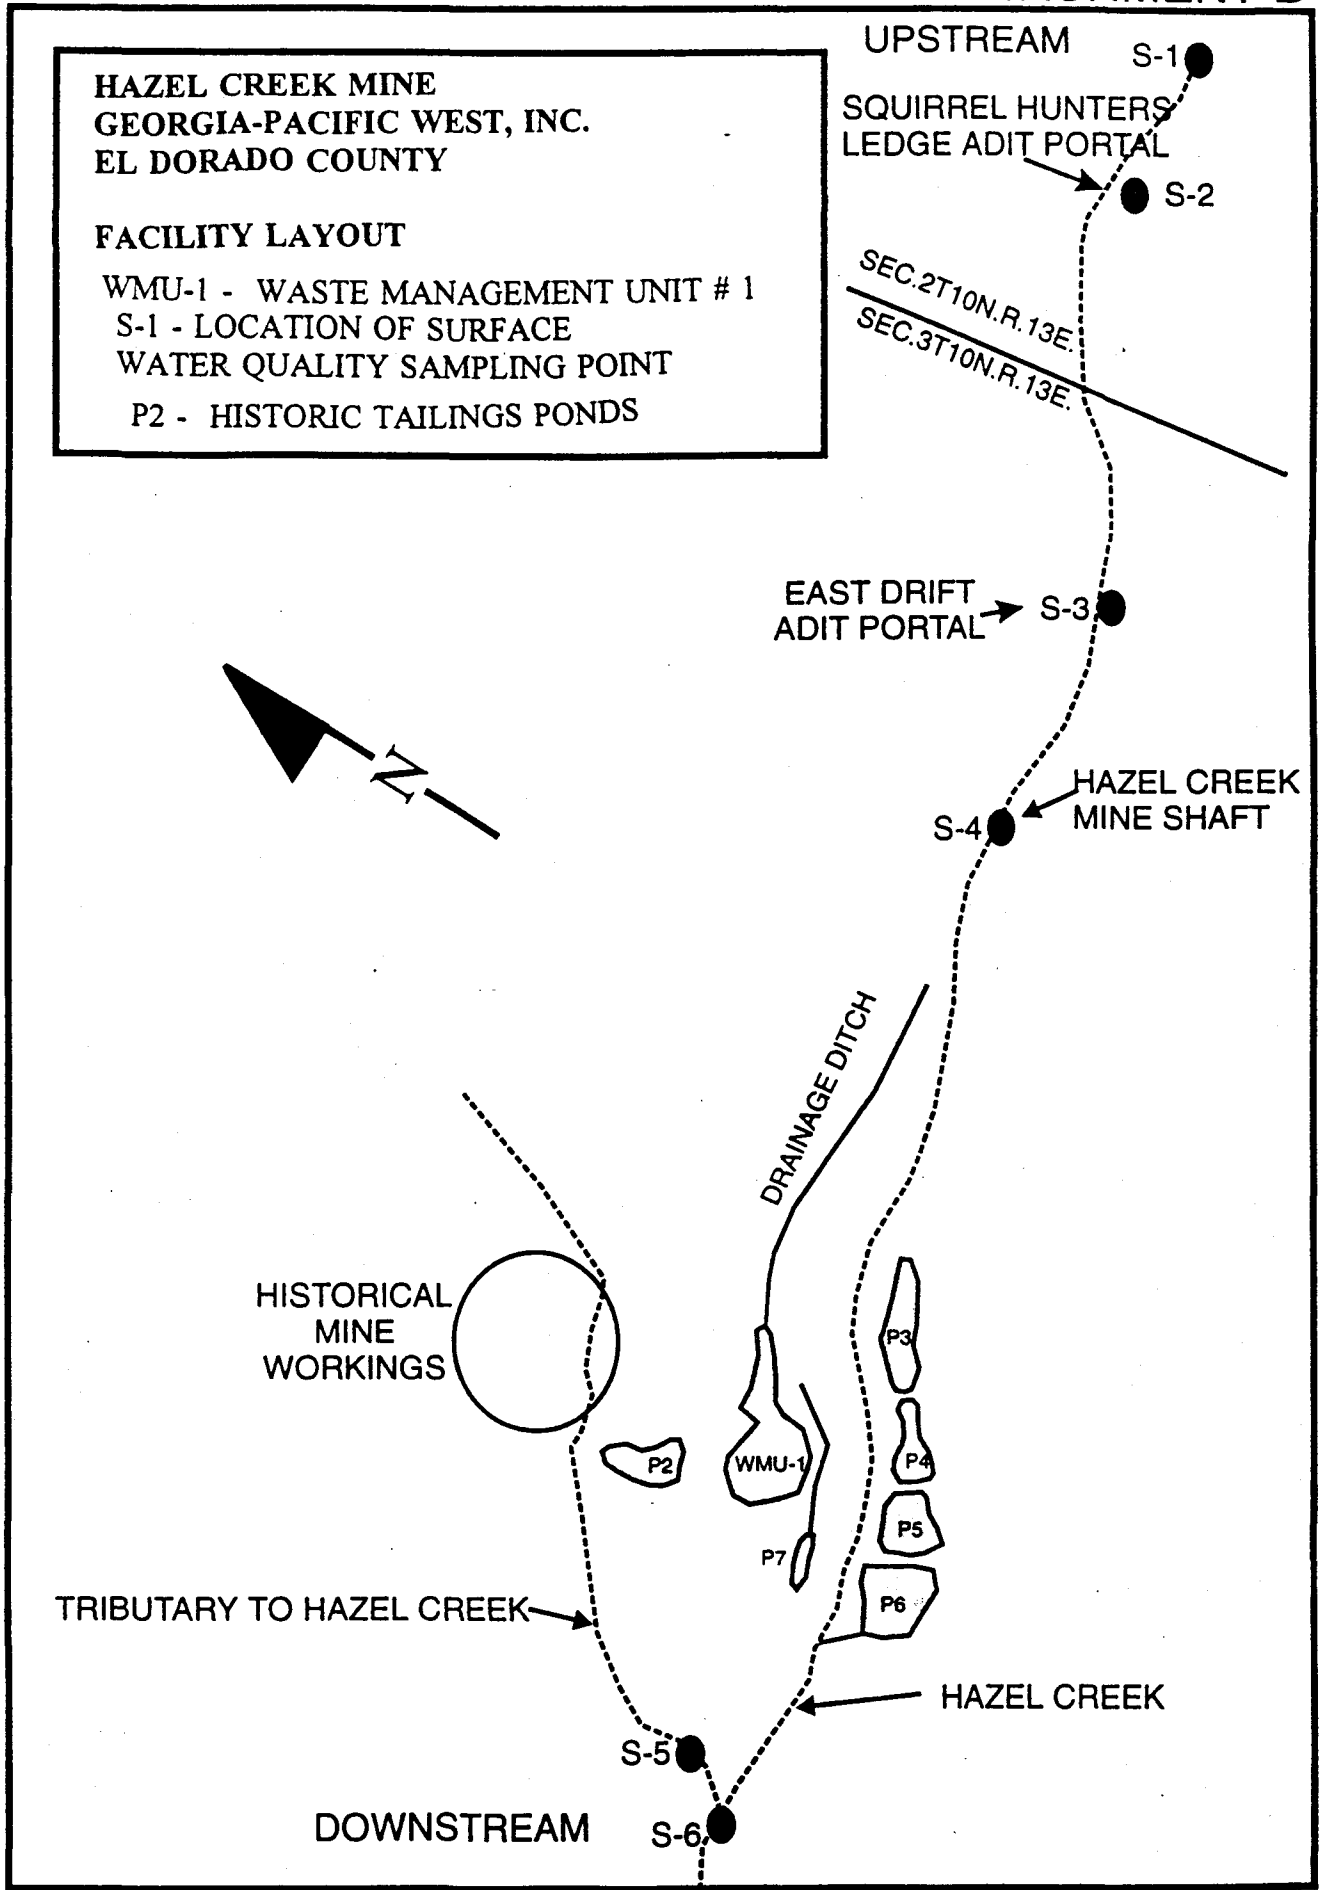 HAZEL CREEK MINE
GEORGIA-PACIFIC WEST, INC.
EL DORADO COUNTY
FACILITY LAYOUT
WMU-1 - WASTE MANAGEMENT UNIT # 1
S-1 - LOCATION OF SURFACE
WATER QUALITY SAMPLING POINT
P2 - HISTORIC TAILINGS PONDS
UPSTREAM
S-1
SQUIRREL HUNTERS
LEDGE ADIT PORTAL
S-2
SEC.2T10N.R.13E.
SEC.3T10N.R.13E.
EAST DRIFT
ADIT PORTAL
S-3
N
HAZEL CREEK
MINE SHAFT
S-4
DRAINAGE DITCH
HISTORICAL
MINE
WORKINGS
P3
P2
WMU-1
P4
P5
P7
P6
TRIBUTARY TO HAZEL CREEK
HAZEL CREEK
S-5
DOWNSTREAM
S-6